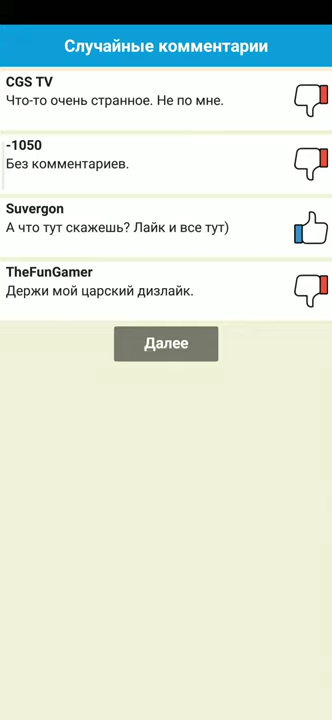 Случайные комментарии
CGS TV
Что-то очень странное. Не по мне.
-1050
Без комментариев.
Suvergon
А что тут скажешь? Лайк и все тут)
TheFunGamer
Держи мой царский дизлайк.
Далее